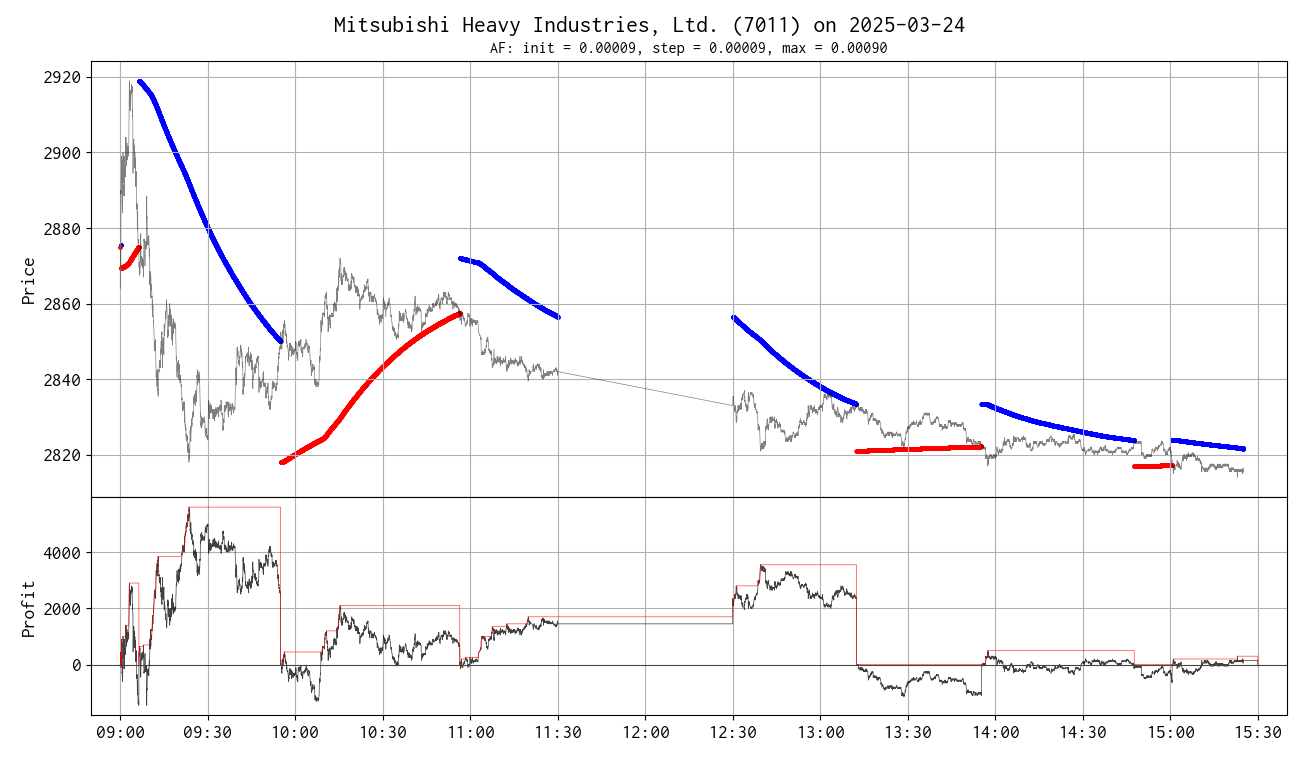 Mitsubishi Heavy Industries, Ltd. (7011) on 2025-03-24
AF: init = 0.00009, step = 0.00009, max = 0.00090
Price
2920
2900
2880
2860
2840
2820
Profit
4000
2000
0
09:00 09:30 10:00 10:30 11:00 11:30 12:00 12:30 13:00 13:30 14:00 14:30 15:00 15:30